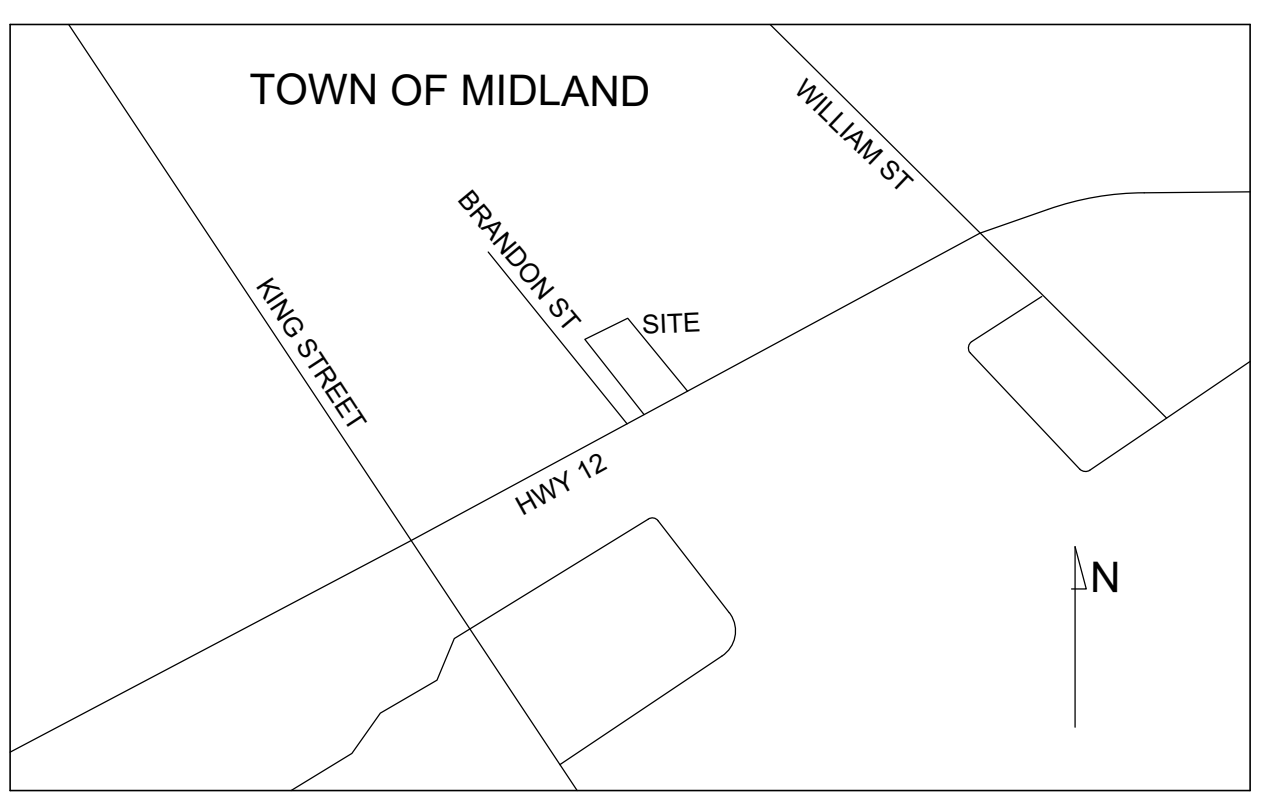 TOWN OF MIDLAND
WILLIAM ST
BRANDON ST
KING STREET
SITE
HWY 12
N